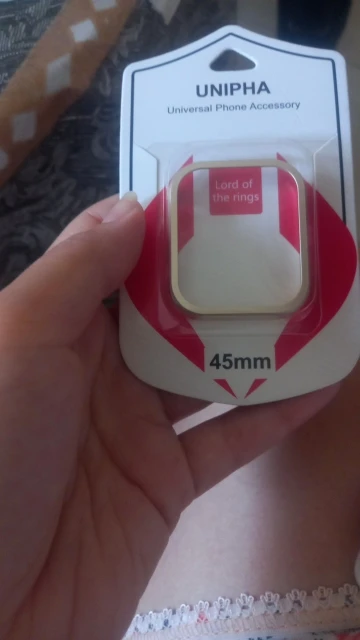 UNIPHA
Universal Phone Accessory
Lord of
the rings
45mm